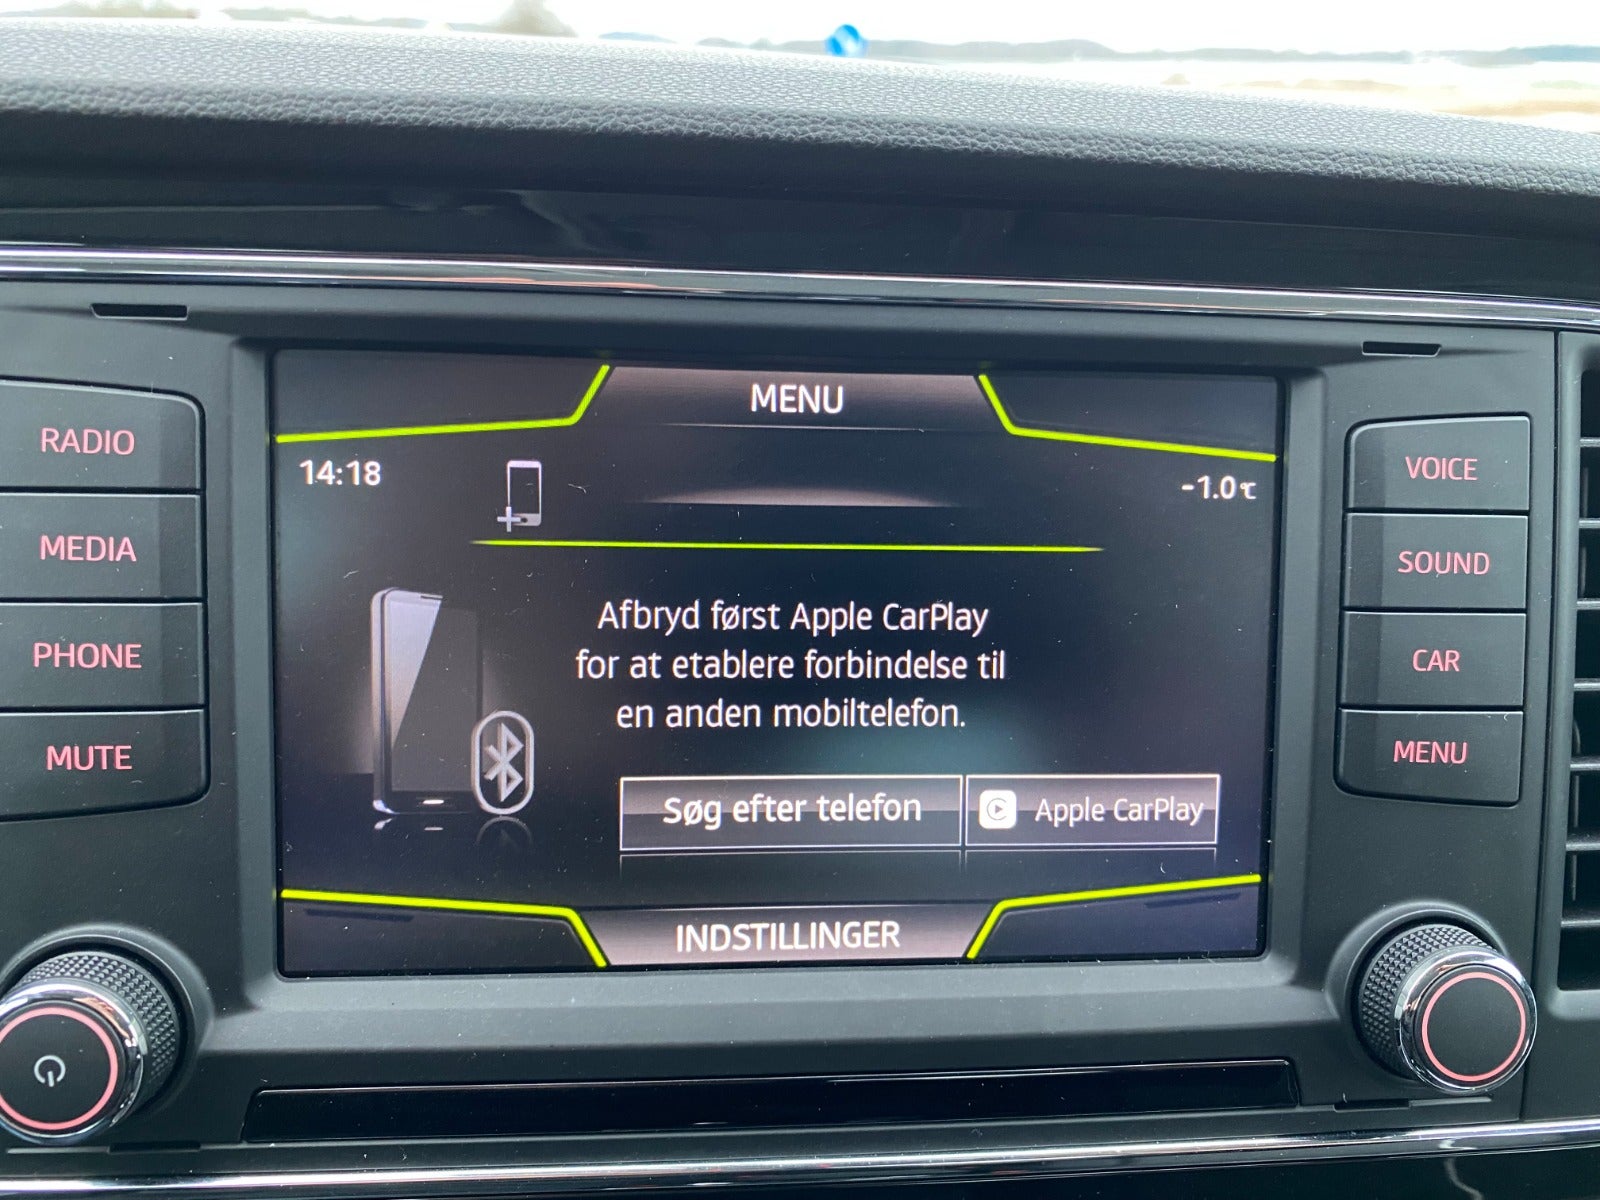 MENU
14:18
-1.0℃
Afbryd først Apple CarPlay
for at etablere forbindelse til
en anden mobiltelefon.
Søg efter telefon
Apple CarPlay
INDSTILLINGER
RADIO
MEDIA
PHONE
MUTE
VOICE
SOUND
CAR
MENU